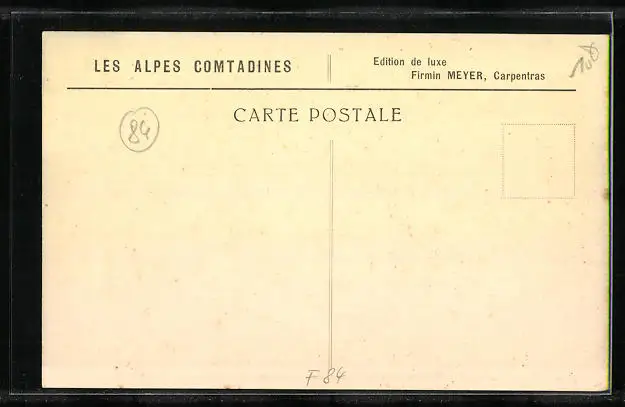 LES ALPES COMTADINES
Edition de luxe
Firmin MEYER, Carpentras
CARTE POSTALE
84
F 84